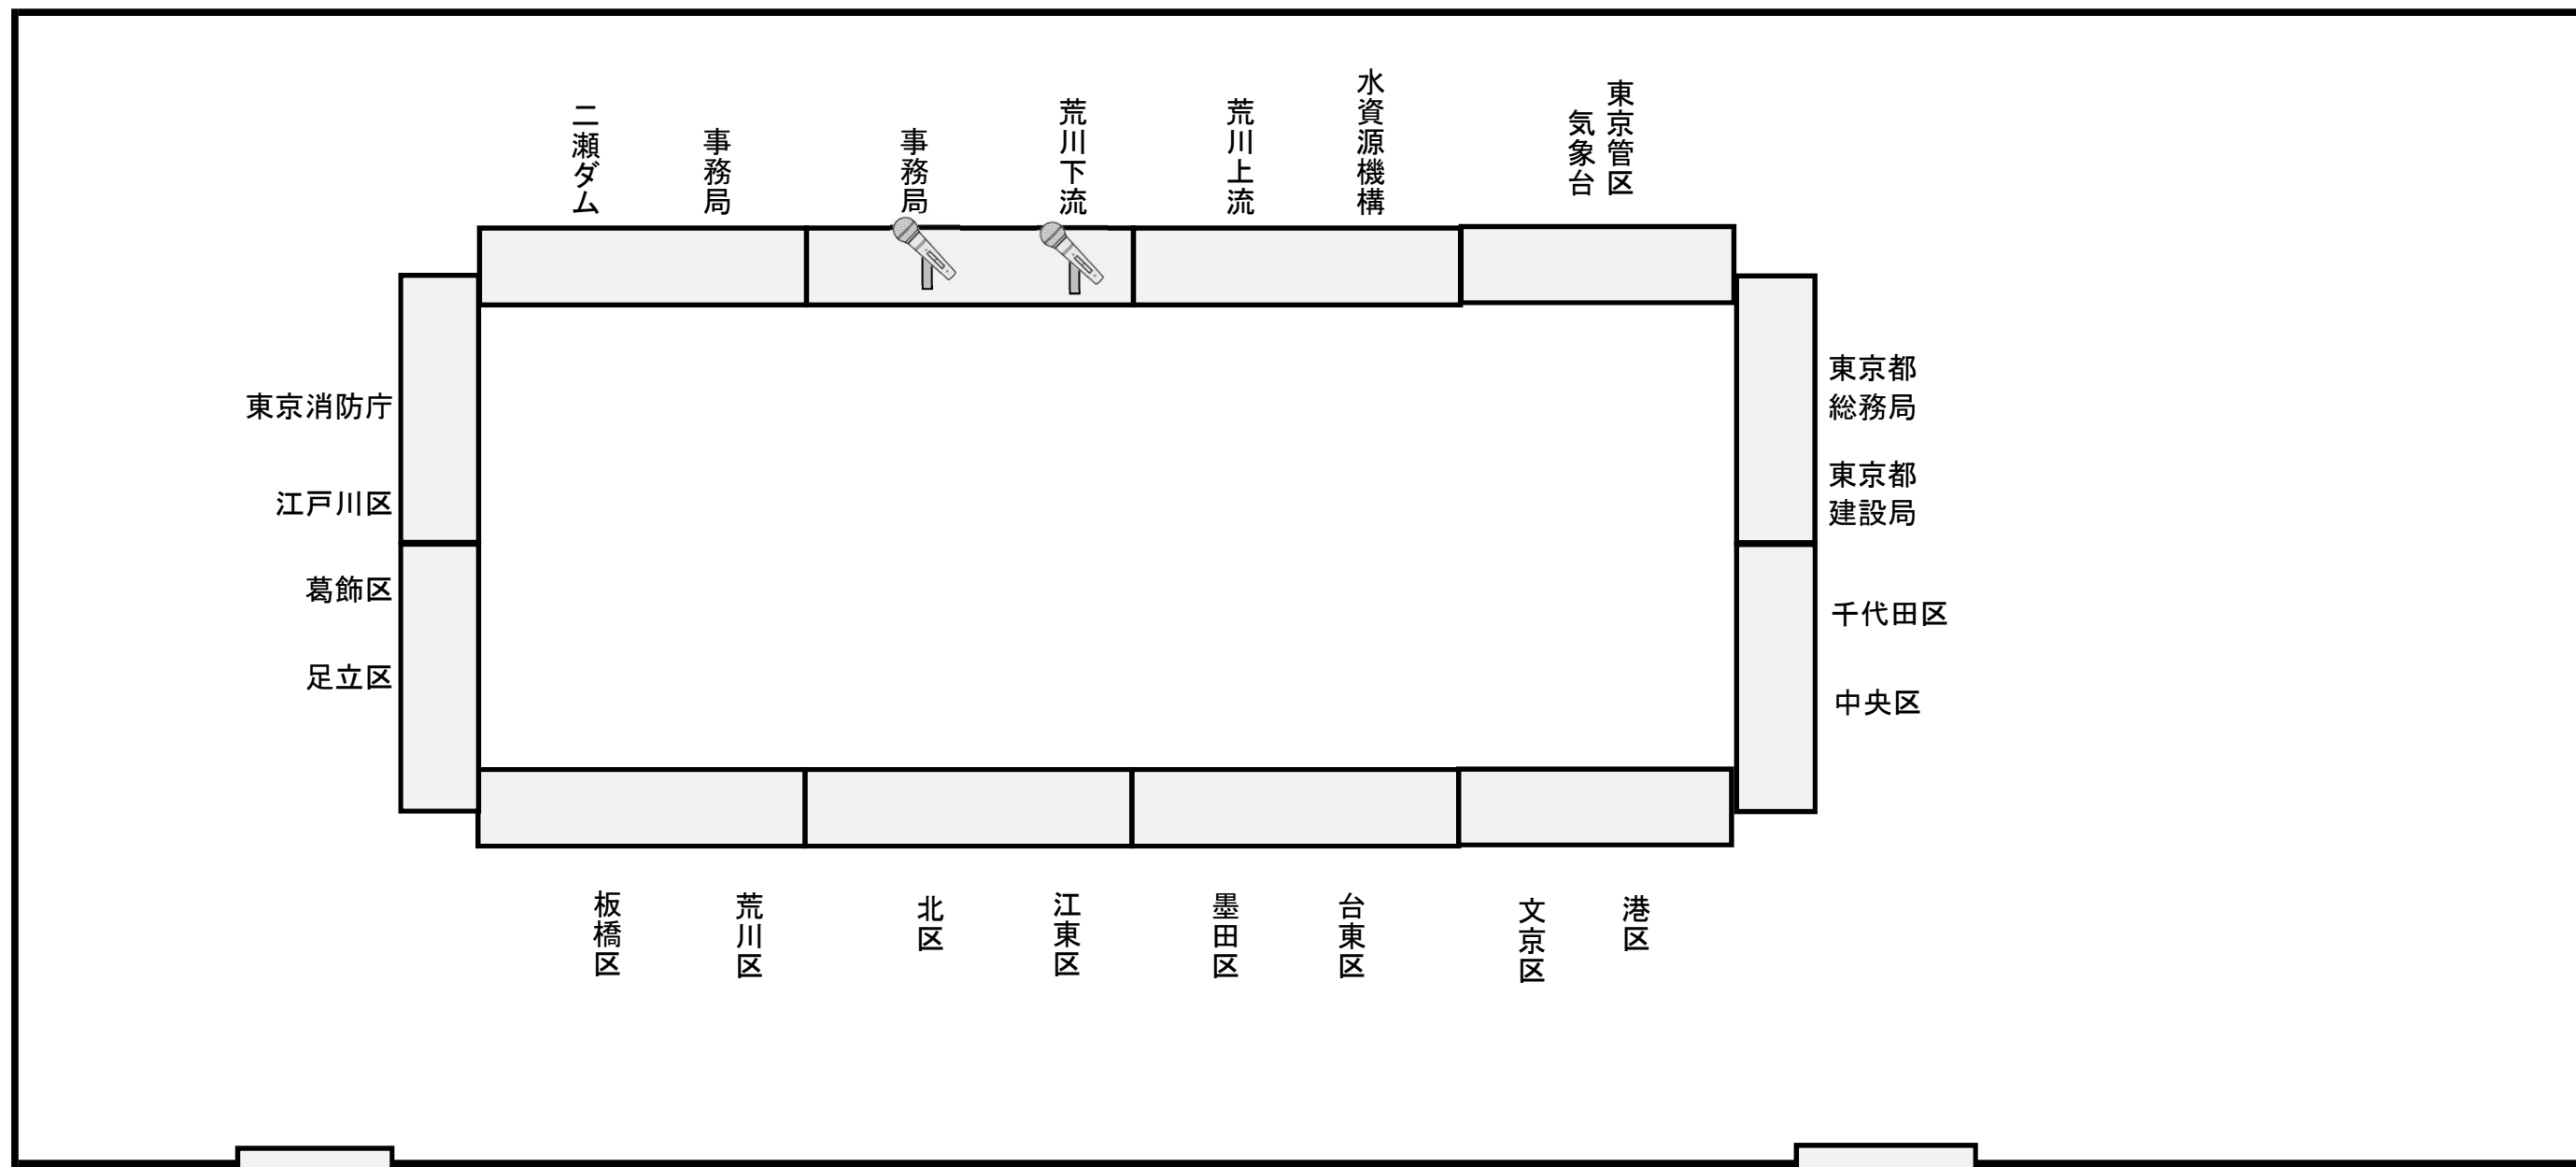 二瀬ダム
事務局
事務局
荒川下流
荒川上流
水資源機構
東京管区
気象台
東京消防庁
江戸川区
葛飾区
足立区
東京都
総務局
東京都
建設局
千代田区
中央区
板橋区
荒川区
北区
江東区
墨田区
台東区
文京区
港区